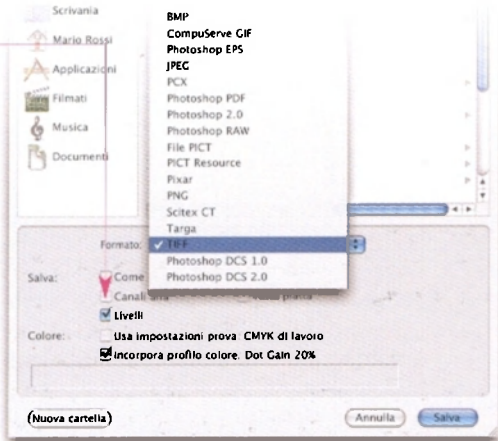 Scrivania
Mario Rossi
Applicazioni
Filmati
Musica
Documenti
BMP
CompuServe GIF
Photoshop EPS
JPEG
PCX
Photoshop PDF
Photoshop 2.0
Photoshop RAW
File PICT
PICT Resource
Pixar
PNG
Scitex CT
Targa
TIFF
Photoshop DCS 1.0
Photoshop DCS 2.0
Formato:
Salva: Come
Canali alfa
Livelli
Colore: Usa impostazioni prova: CMYK di lavoro
Incorpora profilo colore: Dot Gain 20%
Nuova cartella Annulla Salva